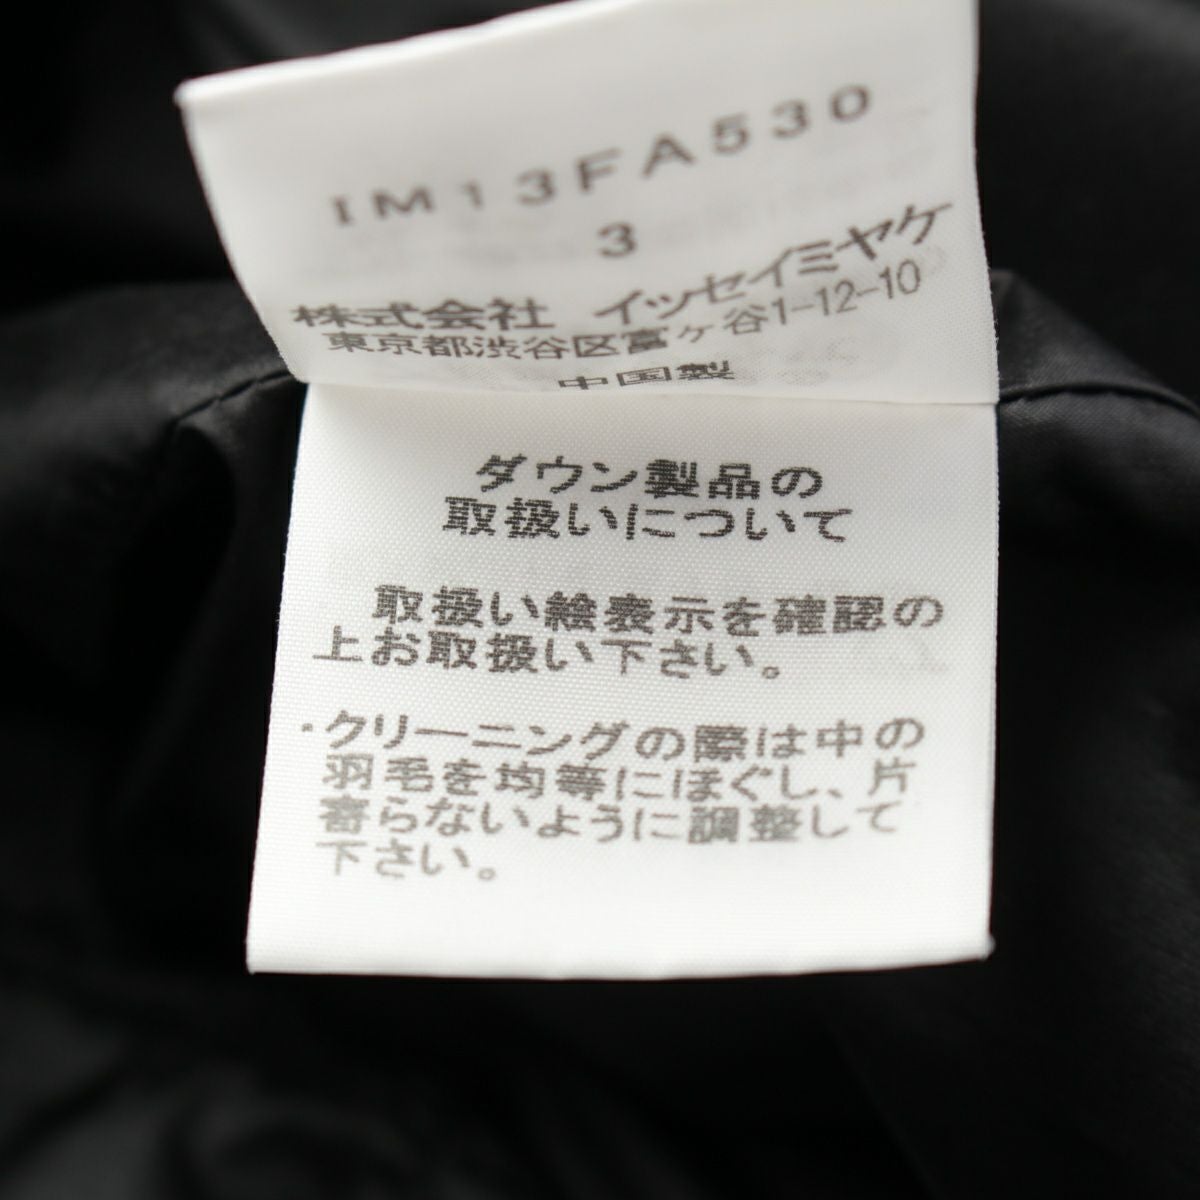 IM13FA530
3
株式会社 イッセイミヤケ
東京都渋谷区富ヶ谷1-12-10
中国製
ダウン製品の
取扱いについて
取扱い絵表示を確認の
上お取扱い下さい。
・クリーニングの際は中の
羽毛を均等にほぐし、片
寄らないように調整して
下さい。